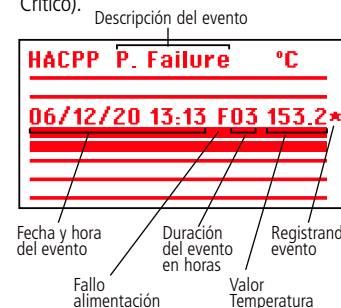 Crítico).
Descripción del evento
HACPP P. Failure ºC
06/12/20 13:13 F03 153.2*
Fecha y hora
del evento
Duración
del evento
en horas
Registrand
evento
Fallo
alimentación
Valor
Temperatura